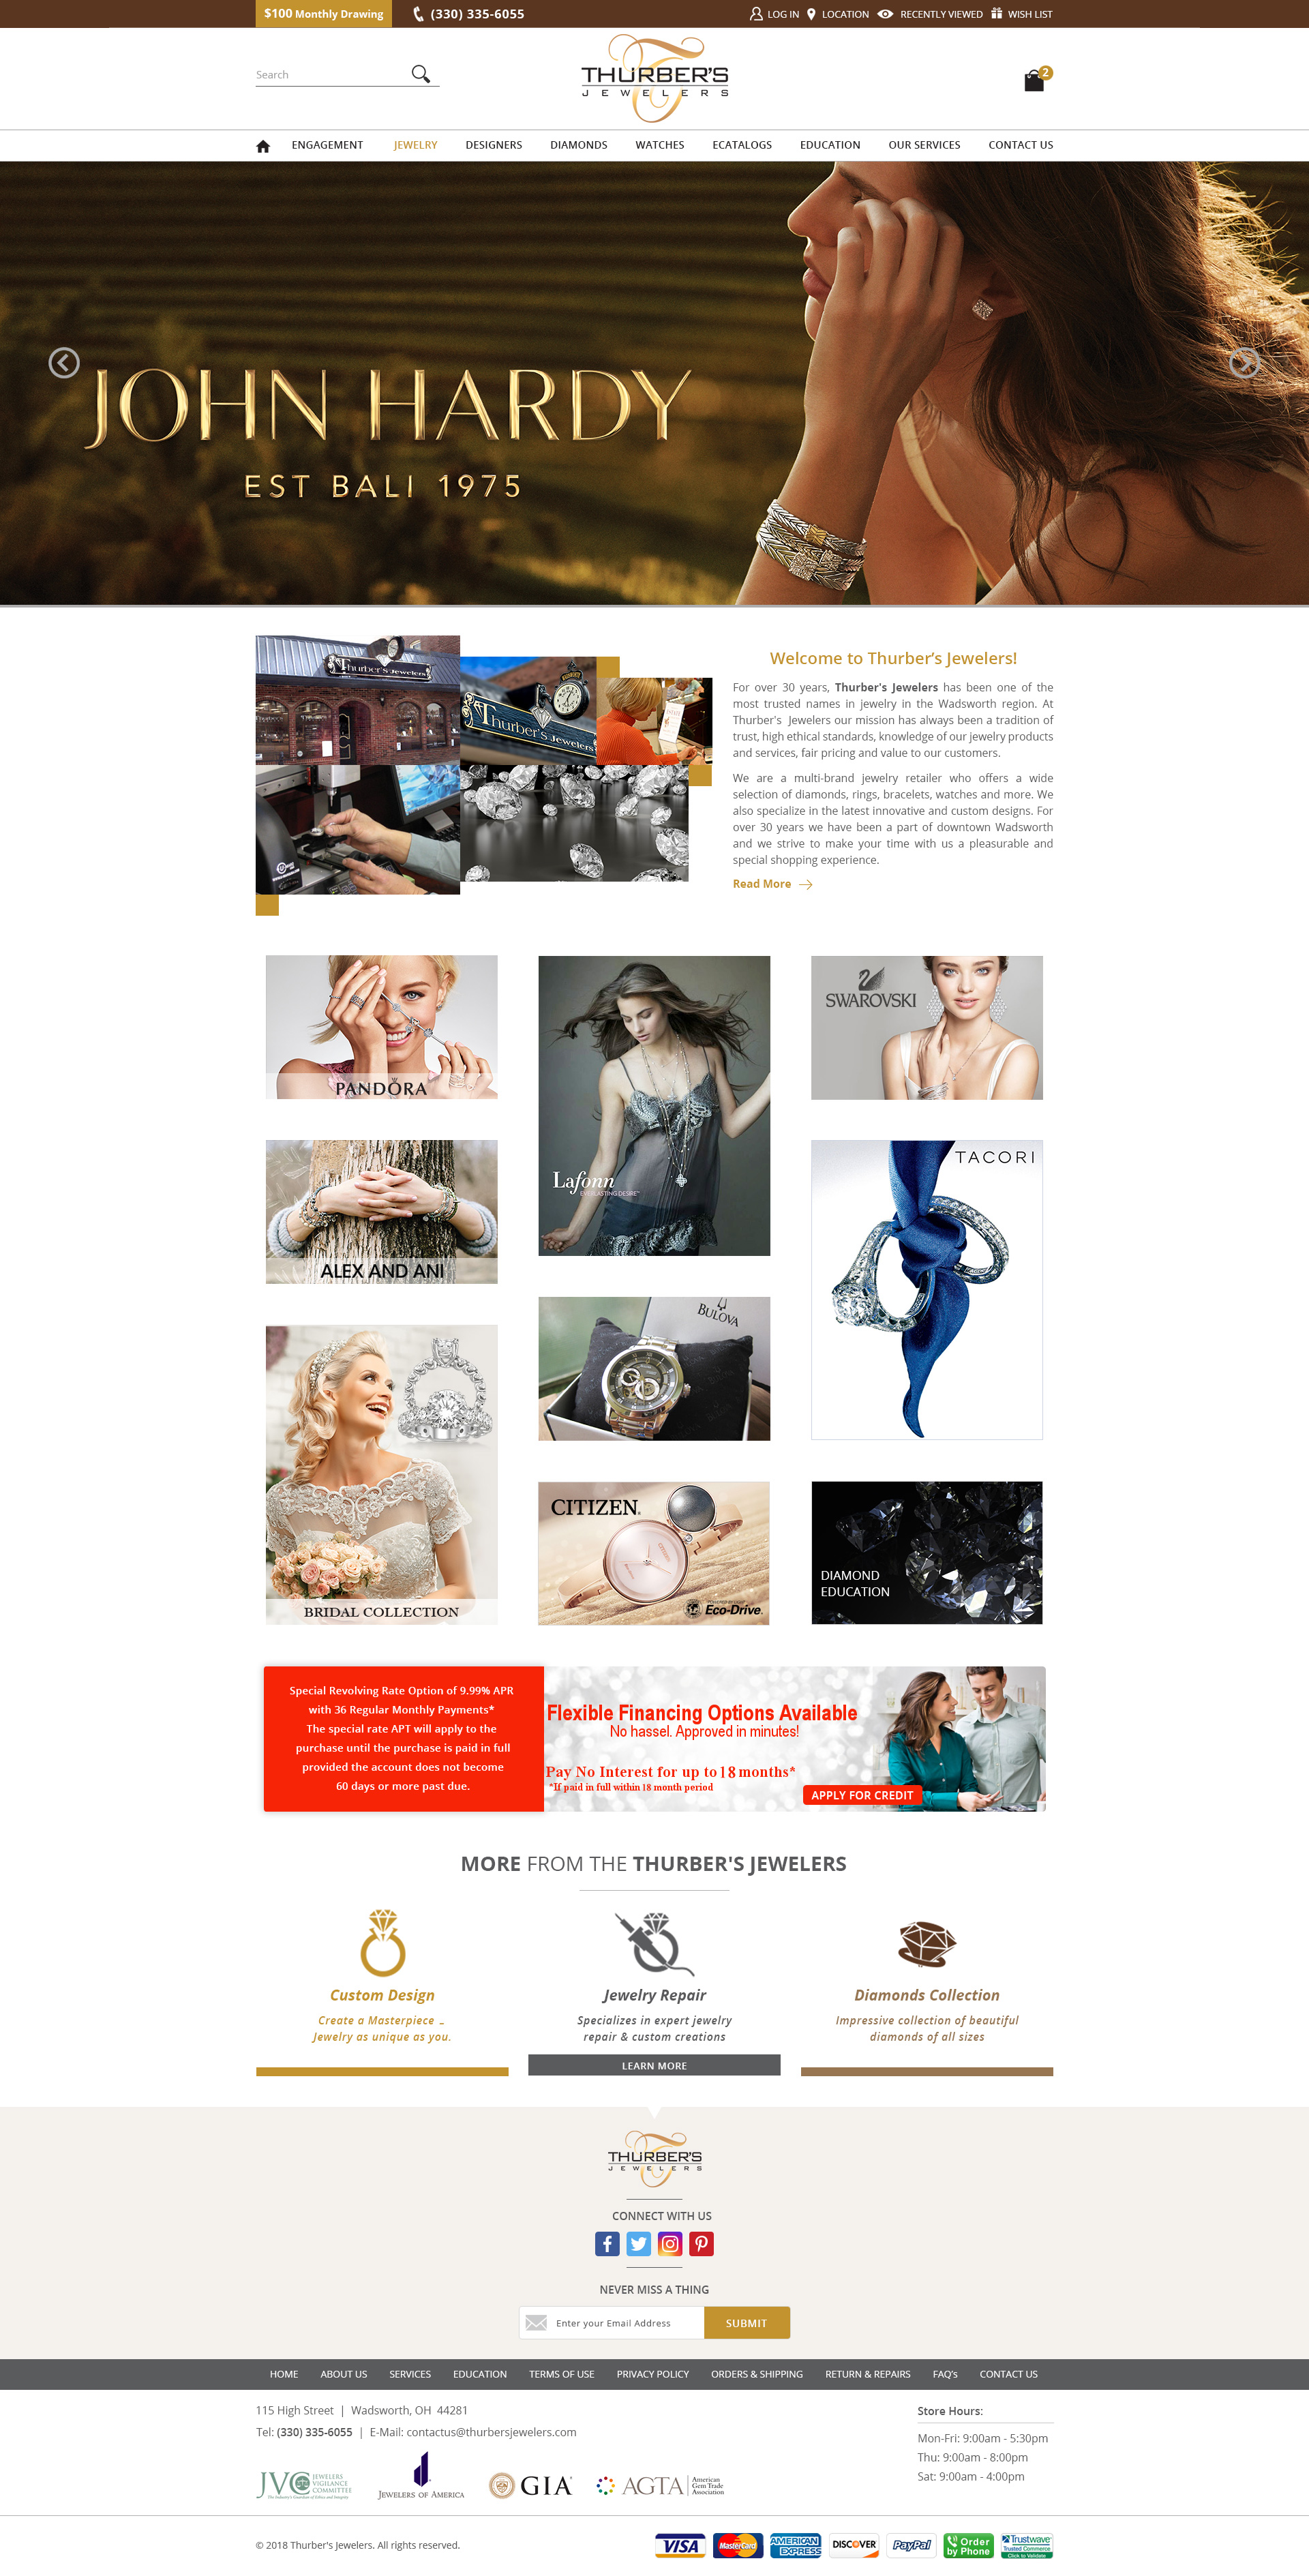 $100 Monthly Drawing
(330) 335-6055
LOG IN
LOCATION
RECENTLY VIEWED
WISH LIST
Search
THURBER'S
JEWELERS
2
ENGAGEMENT
JEWELRY
DESIGNERS
DIAMONDS
WATCHES
ECATALOGS
EDUCATION
OUR SERVICES
CONTACT US
JOHN HARDY
EST BALI 1975
Thurber's Jewelers
Thurber's Jewelers
Welcome to Thurber’s Jewelers!
For over 30 years, Thurber's Jewelers has been one of the
most trusted names in jewelry in the Wadsworth region. At
Thurber's Jewelers our mission has always been a tradition of
trust, high ethical standards, knowledge of our jewelry products
and services, fair pricing and value to our customers.
We are a multi-brand jewelry retailer who offers a wide
selection of diamonds, rings, bracelets, watches and more. We
also specialize in the latest innovative and custom designs. For
over 30 years we have been a part of downtown Wadsworth
and we strive to make your time with us a pleasurable and
special shopping experience.
Read More
PANDORA
Lafonn
EVERLASTING DESIRE™
SWAROVSKI
ALEX AND ANI
TACORI
BULOVA
BRIDAL COLLECTION
CITIZEN
Eco-Drive
DIAMOND
EDUCATION
Special Revolving Rate Option of 9.99% APR
with 36 Regular Monthly Payments*
The special rate APT will apply to the
purchase until the purchase is paid in full
provided the account does not become
60 days or more past due.
Flexible Financing Options Available
No hassel. Approved in minutes!
Pay No Interest for up to 18 months*
*If paid in full within 18 month period
APPLY FOR CREDIT
MORE FROM THE THURBER'S JEWELERS
Custom Design
Create a Masterpiece _
Jewelry as unique as you.
Jewelry Repair
Specializes in expert jewelry
repair & custom creations
LEARN MORE
Diamonds Collection
Impressive collection of beautiful
diamonds of all sizes
THURBER'S
JEWELERS
CONNECT WITH US
NEVER MISS A THING
Enter your Email Address
SUBMIT
HOME
ABOUT US
SERVICES
EDUCATION
TERMS OF USE
PRIVACY POLICY
ORDERS & SHIPPING
RETURN & REPAIRS
FAQ's
CONTACT US
115 High Street | Wadsworth, OH 44281
Tel: (330) 335-6055 | E-Mail: contactus@thurbersjewelers.com
Store Hours:
Mon-Fri: 9:00am - 5:30pm
Thu: 9:00am - 8:00pm
Sat: 9:00am - 4:00pm
JVC JEWELERS VIGILANCE COMMITTEE
The Industry's Guardian of Ethics and Integrity
JEWELERS OF AMERICA
GIA
AGTA American Gem Trade Association
© 2018 Thurber's Jewelers. All rights reserved.
VISA
MasterCard
AMERICAN EXPRESS
DISCOVER
PayPal
Order by Phone
Trustwave
Trusted Commerce
Click to Validate